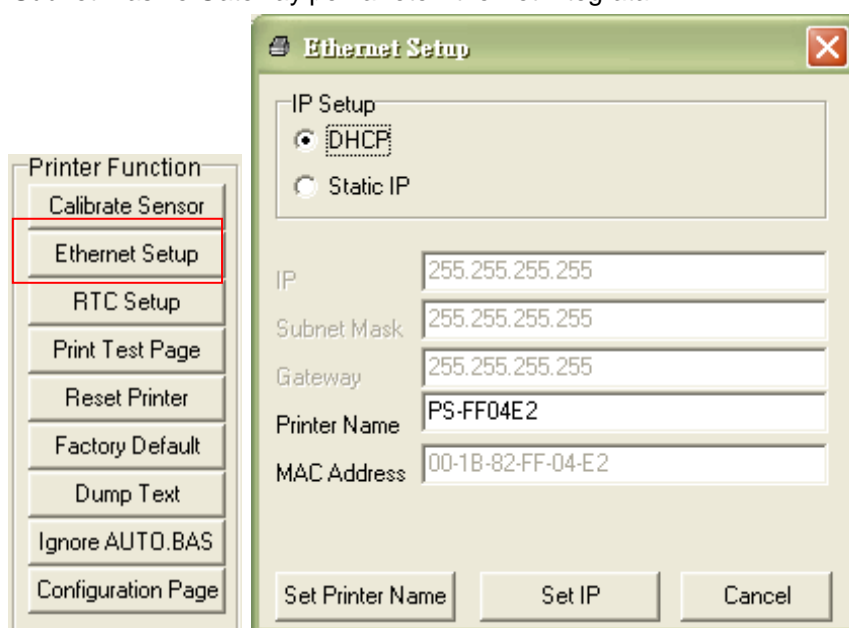 Ethernet Setup
IP Setup
DHCP
Static IP
Printer Function
Calibrate Sensor
Ethernet Setup
RTC Setup
Print Test Page
Reset Printer
Factory Default
Dump Text
Ignore AUTO.BAS
Configuration Page
IP 255.255.255.255
Subnet Mask 255.255.255.255
Gateway 255.255.255.255
Printer Name PS-FF04E2
MAC Address 00-1B-82-FF-04-E2
Set Printer Name Set IP Cancel